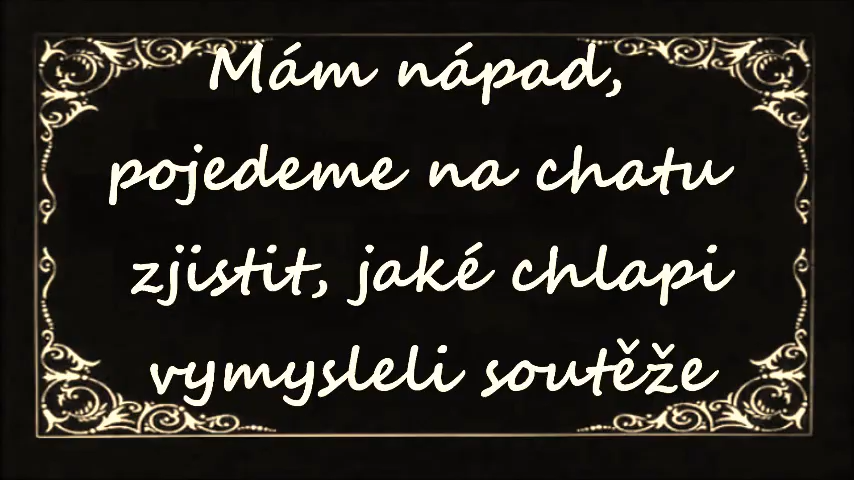 Mám nápad,
pojedeme na chatu
zjistit, jaké chlapi
vymysleli soutěže